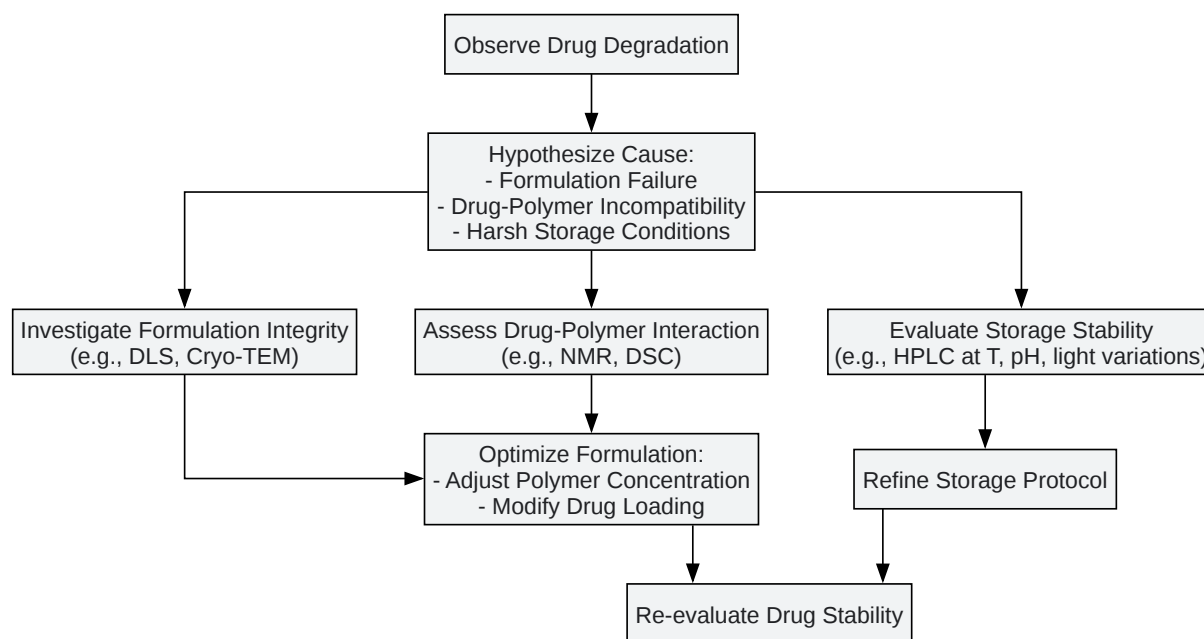 Observe Drug Degradation
Hypothesize Cause:
- Formulation Failure
- Drug-Polymer Incompatibility
- Harsh Storage Conditions
Investigate Formulation Integrity
(e.g., DLS, Cryo-TEM)
Assess Drug-Polymer Interaction
(e.g., NMR, DSC)
Evaluate Storage Stability
(e.g., HPLC at T, pH, light variations)
Optimize Formulation:
- Adjust Polymer Concentration
- Modify Drug Loading
Refine Storage Protocol
Re-evaluate Drug Stability